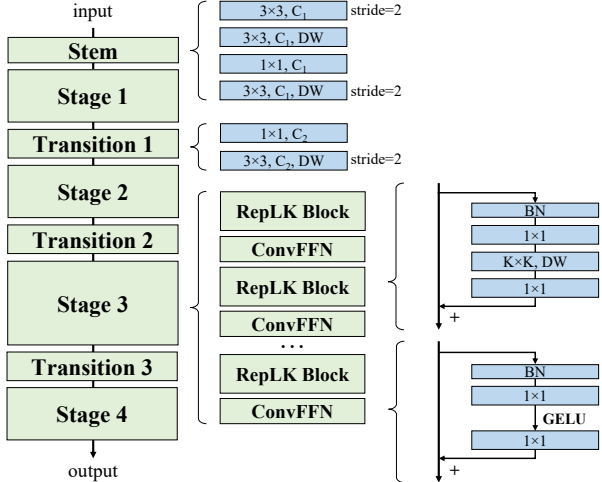 input
Stem
Stage 1
Transition 1
Stage 2
Transition 2
Stage 3
Transition 3
Stage 4
output
3×3, C₁ stride=2
3×3, C₁, DW
1×1, C₁
3×3, C₁, DW stride=2
1×1, C₂
3×3, C₂, DW stride=2
RepLK Block
ConvFFN
RepLK Block
ConvFFN
...
RepLK Block
ConvFFN
BN
1×1
K×K, DW
1×1
+
BN
1×1
GELU
1×1
+